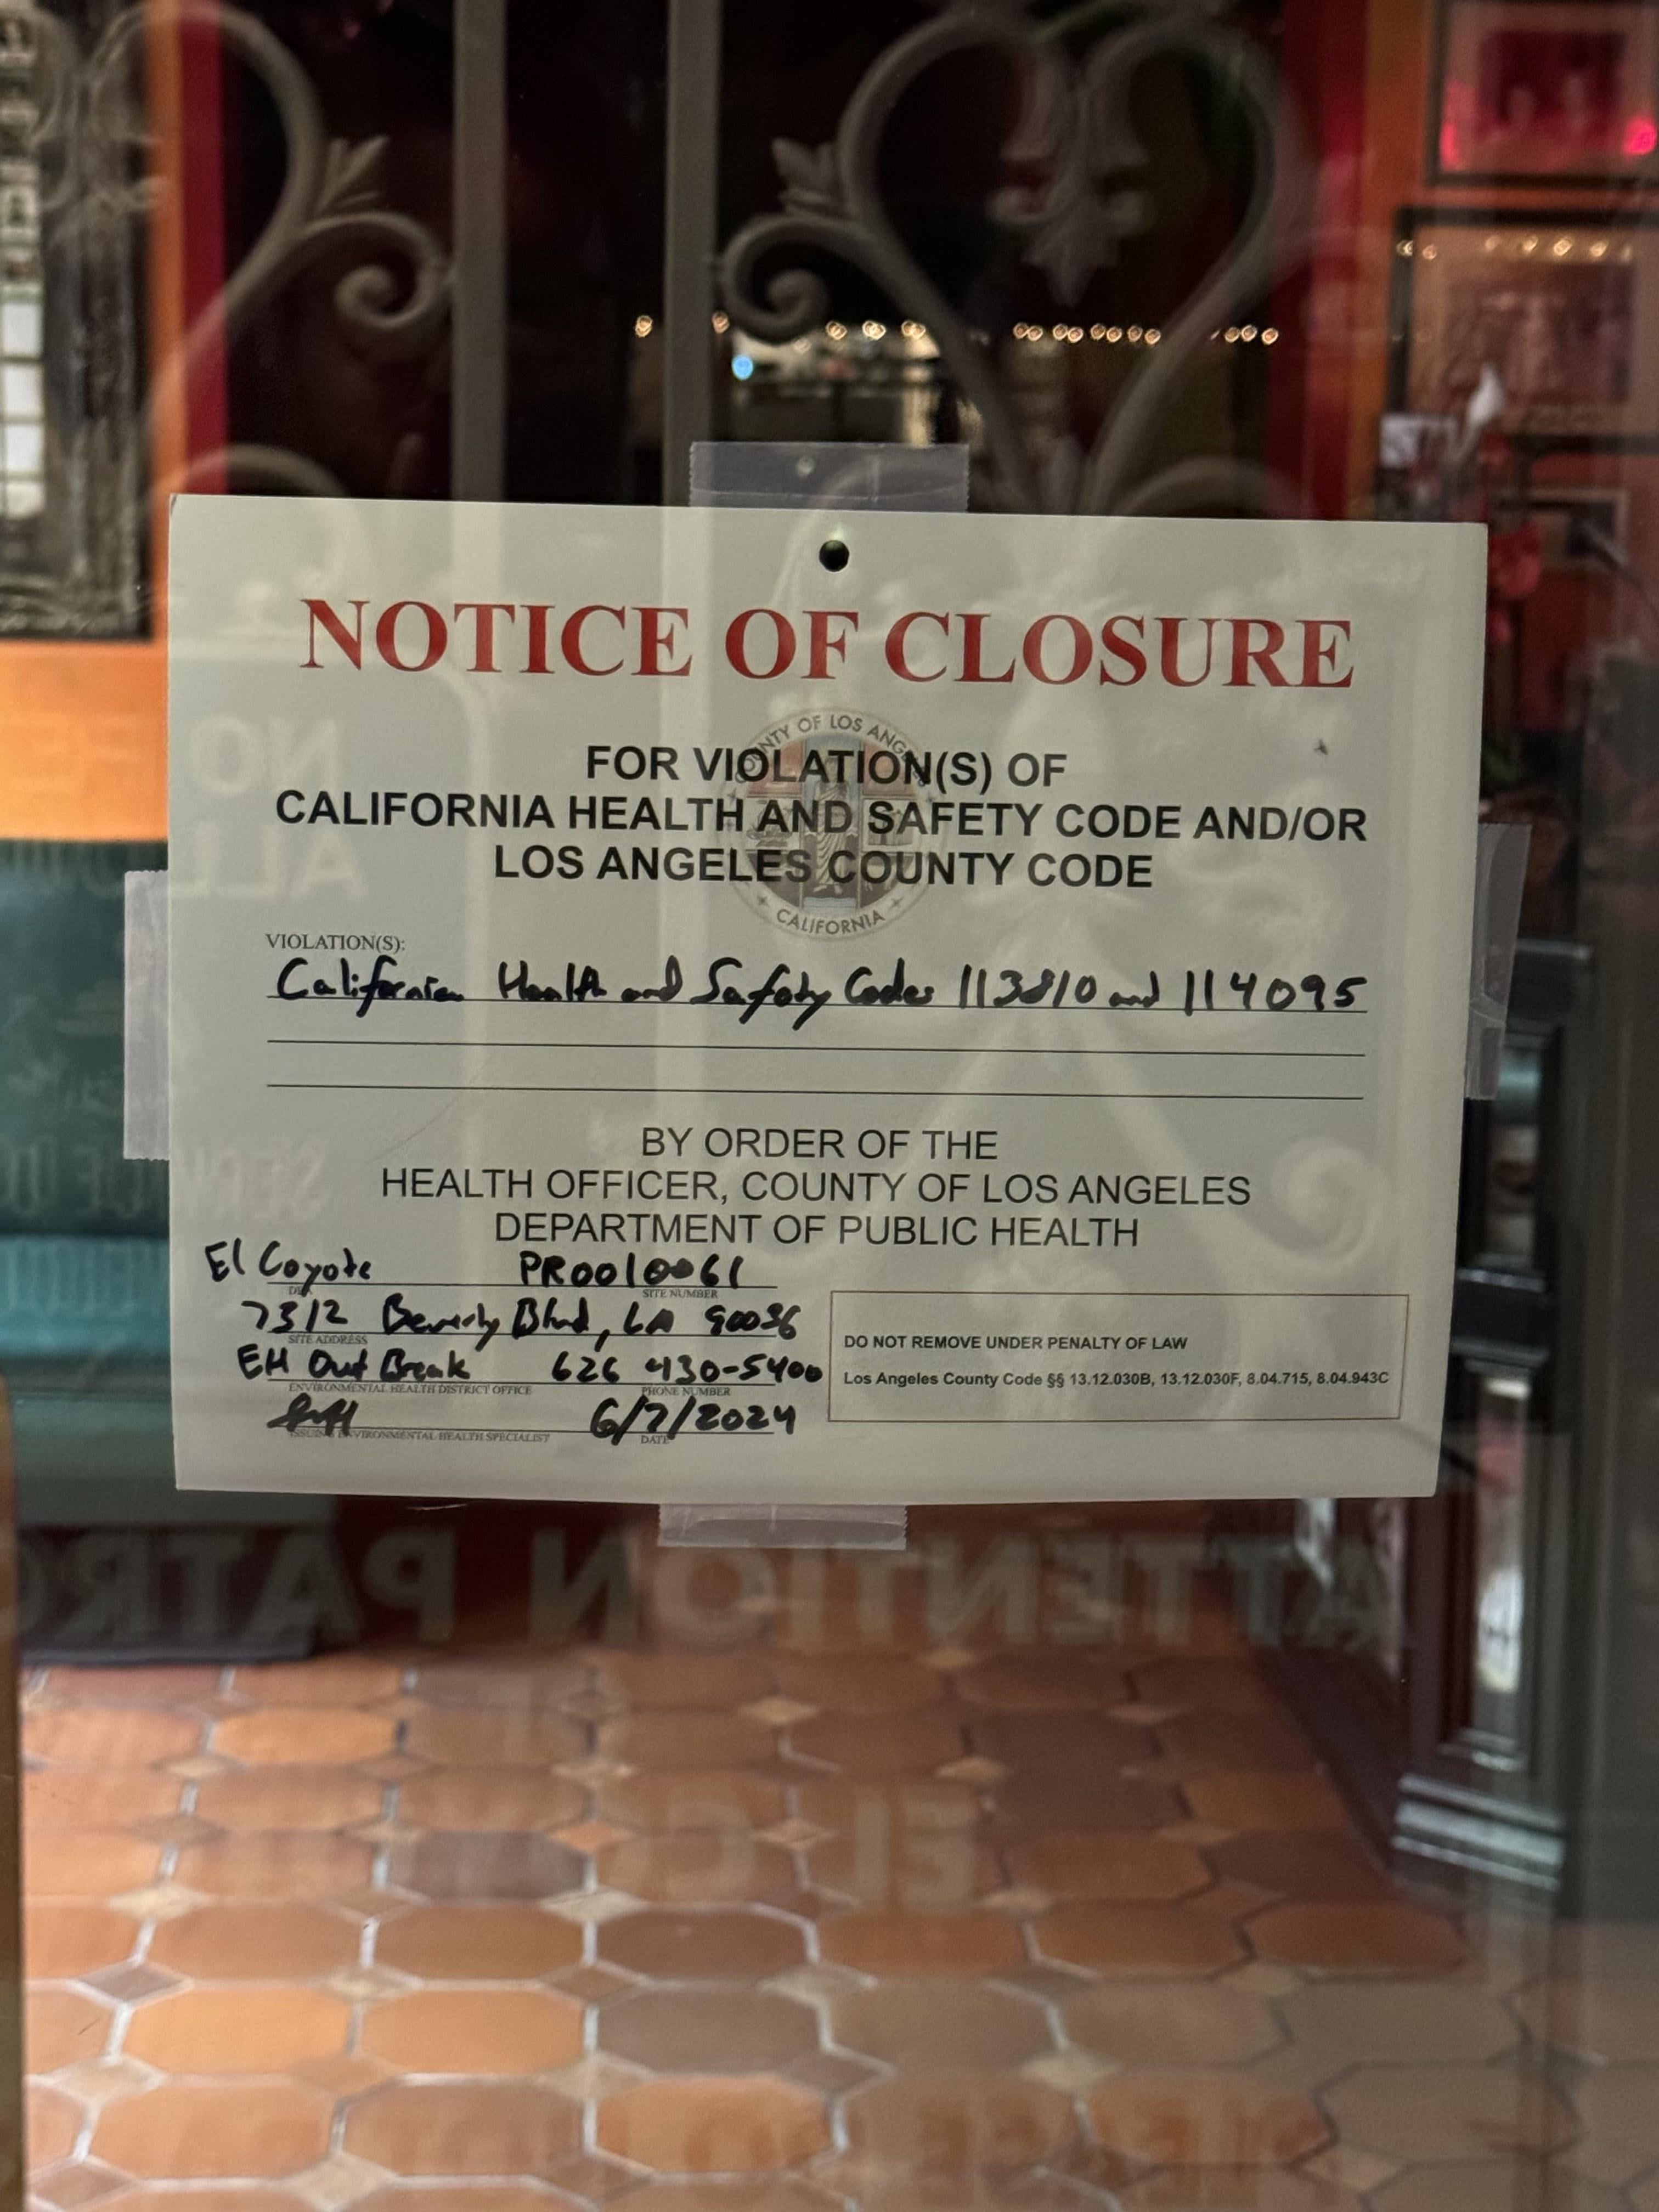 NOTICE OF CLOSURE
COUNTY OF LOS ANGELES
FOR VIOLATION(S) OF
CALIFORNIA HEALTH AND SAFETY CODE AND/OR
LOS ANGELES COUNTY CODE
CALIFORNIA
VIOLATION(S):
California Health and Safety Codes 113810 and 114095
BY ORDER OF THE
HEALTH OFFICER, COUNTY OF LOS ANGELES
DEPARTMENT OF PUBLIC HEALTH
El Coyote PR0010061
SITE NUMBER
7312 Beverly Blvd, LA 90036
SITE ADDRESS
EH Out Break 626 430-5400
ENVIRONMENTAL HEALTH DISTRICT OFFICE PHONE NUMBER
6/7/2024
ISSUING ENVIRONMENTAL HEALTH SPECIALIST DATE
DO NOT REMOVE UNDER PENALTY OF LAW
Los Angeles County Code §§ 13.12.030B, 13.12.030F, 8.04.715, 8.04.943C
NO
ALL
ATTENTION PATRO
EL C